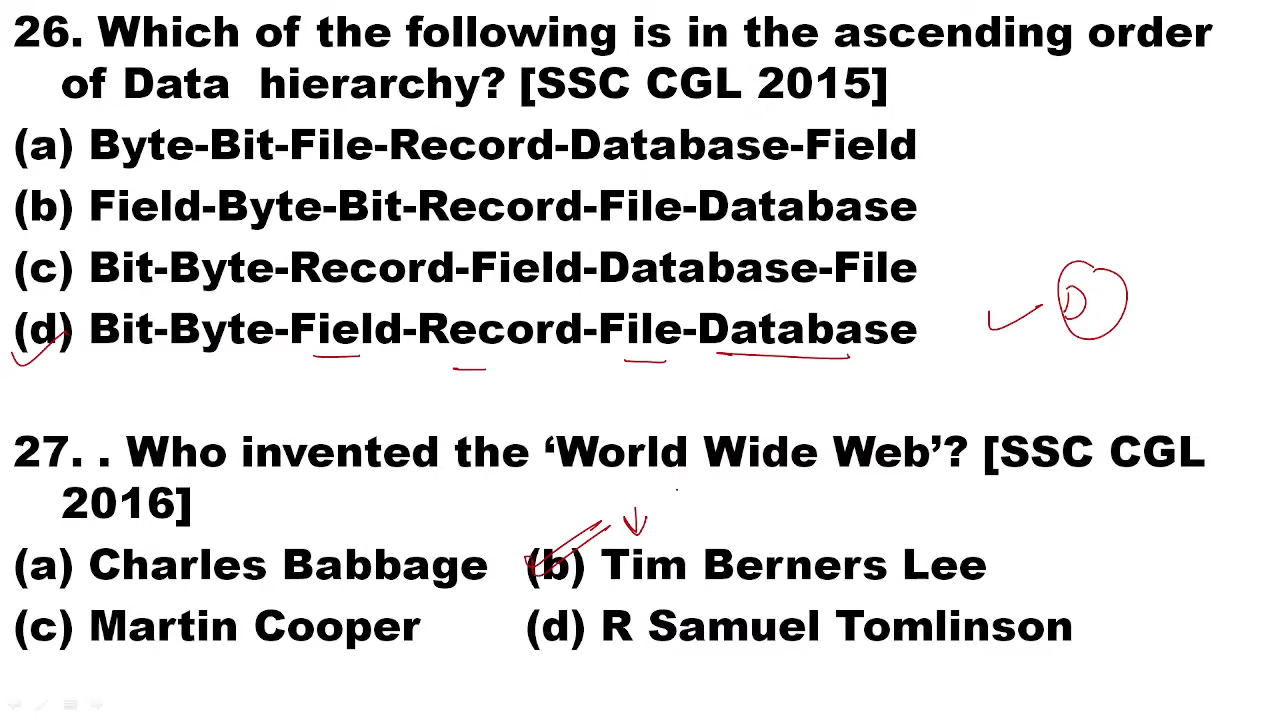 26. Which of the following is in the ascending order
of Data hierarchy? [SSC CGL 2015]
(a) Byte-Bit-File-Record-Database-Field
(b) Field-Byte-Bit-Record-File-Database
(c) Bit-Byte-Record-Field-Database-File
(d) Bit-Byte-Field-Record-File-Database
D
27. . Who invented the ‘World Wide Web’? [SSC CGL
2016]
(a) Charles Babbage (b) Tim Berners Lee
(c) Martin Cooper (d) R Samuel Tomlinson